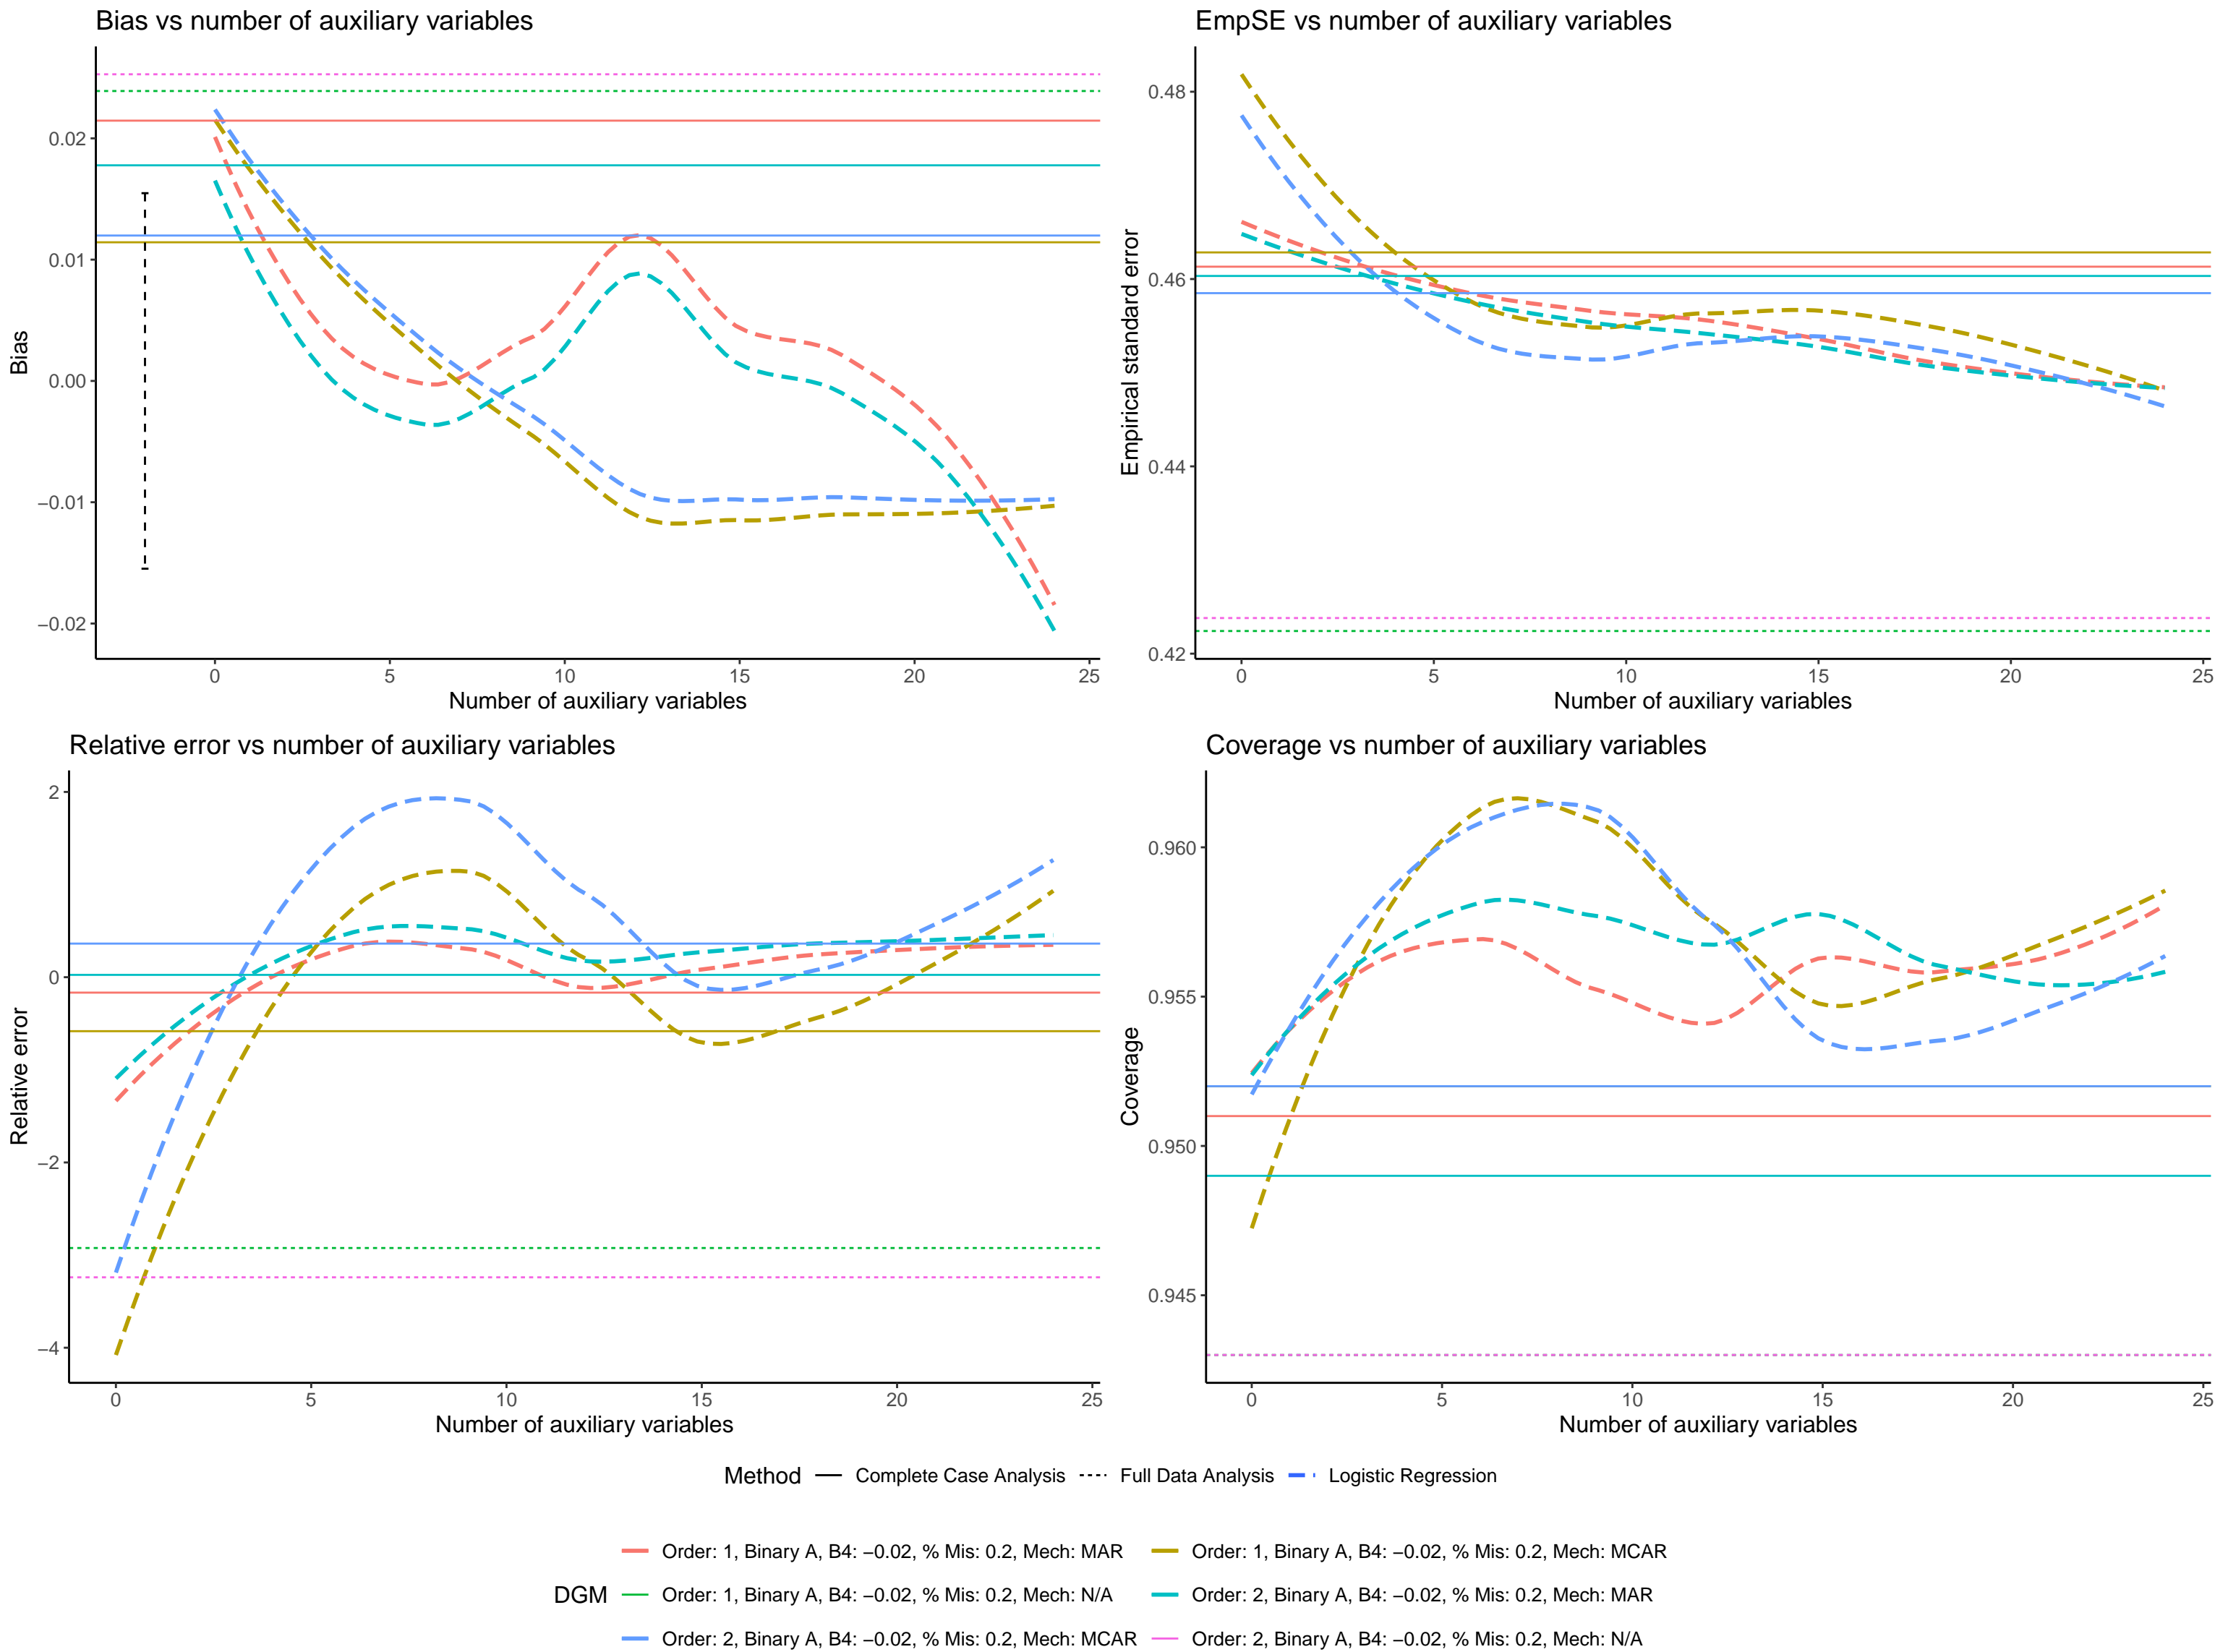 Bias vs number of auxiliary variables
0.02
0.01
0.00
−0.01
−0.02
Bias
0 5 10 15 20 25
Number of auxiliary variables
EmpSE vs number of auxiliary variables
0.48
0.46
0.44
0.42
Empirical standard error
0 5 10 15 20 25
Number of auxiliary variables
Relative error vs number of auxiliary variables
2
0
−2
−4
Relative error
0 5 10 15 20 25
Number of auxiliary variables
Coverage vs number of auxiliary variables
0.960
0.955
0.950
0.945
Coverage
0 5 10 15 20 25
Number of auxiliary variables
Method Complete Case Analysis Full Data Analysis Logistic Regression
Order: 1, Binary A, B4: −0.02, % Mis: 0.2, Mech: MAR Order: 1, Binary A, B4: −0.02, % Mis: 0.2, Mech: MCAR
DGM Order: 1, Binary A, B4: −0.02, % Mis: 0.2, Mech: N/A Order: 2, Binary A, B4: −0.02, % Mis: 0.2, Mech: MAR
Order: 2, Binary A, B4: −0.02, % Mis: 0.2, Mech: MCAR Order: 2, Binary A, B4: −0.02, % Mis: 0.2, Mech: N/A